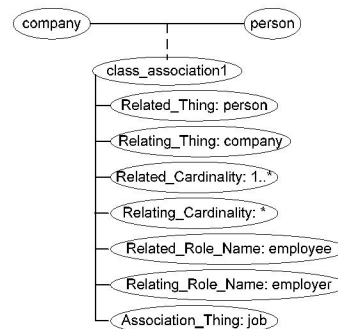 company person
class_association1
Related_Thing: person
Relating_Thing: company
Related_Cardinality: 1..*
Relating_Cardinality: *
Related_Role_Name: employee
Relating_Role_Name: employer
Association_Thing: job